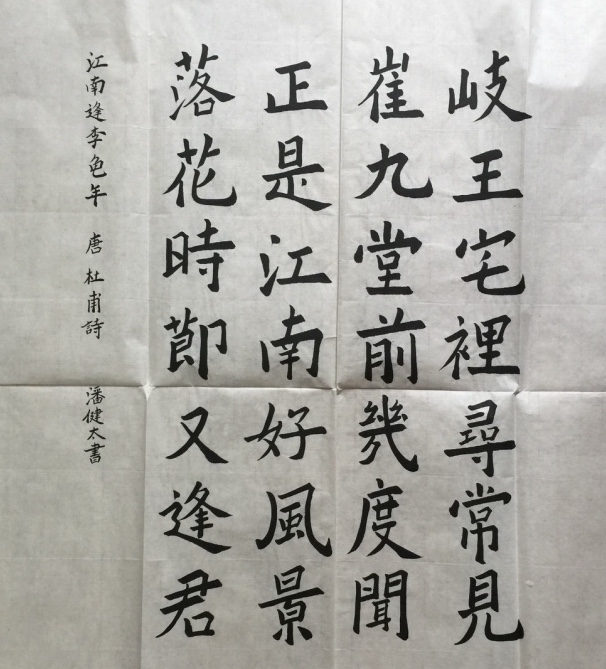 岐王宅裡尋常見
崔九堂前幾度聞
正是江南好風景
落花時節又逢君
江南逢李龟年 唐 杜甫詩 潘健太書